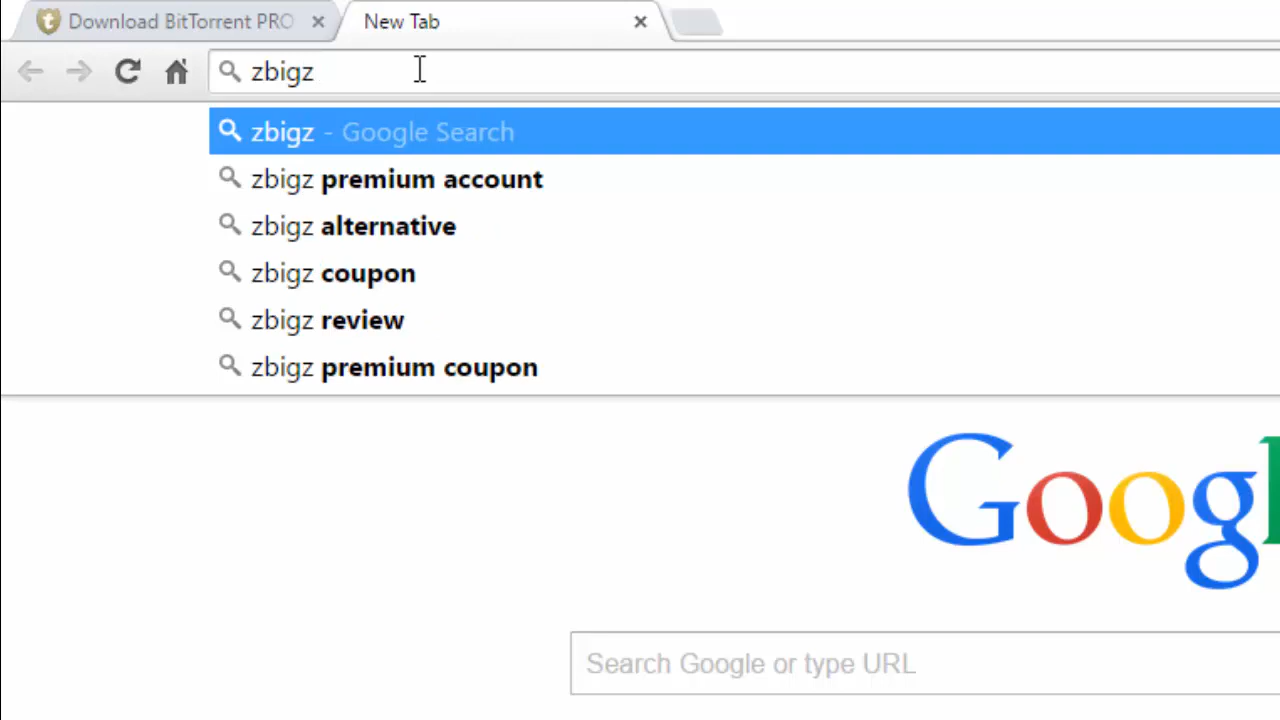 Download BitTorrent PRO
New Tab
zbigz
zbigz - Google Search
zbigz premium account
zbigz alternative
zbigz coupon
zbigz review
zbigz premium coupon
Googl
Search Google or type URL